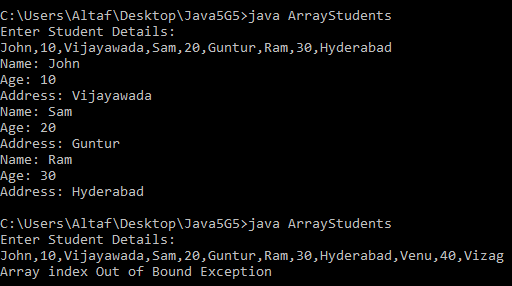 C:\Users\Altaf\Desktop\Java5G5>java ArrayStudents
Enter Student Details:
John,10,Vijayawada,Sam,20,Guntur,Ram,30,Hyderabad
Name: John
Age: 10
Address: Vijayawada
Name: Sam
Age: 20
Address: Guntur
Name: Ram
Age: 30
Address: Hyderabad
C:\Users\Altaf\Desktop\Java5G5>java ArrayStudents
Enter Student Details:
John,10,Vijayawada,Sam,20,Guntur,Ram,30,Hyderabad,Venu,40,Vizag
Array index Out of Bound Exception